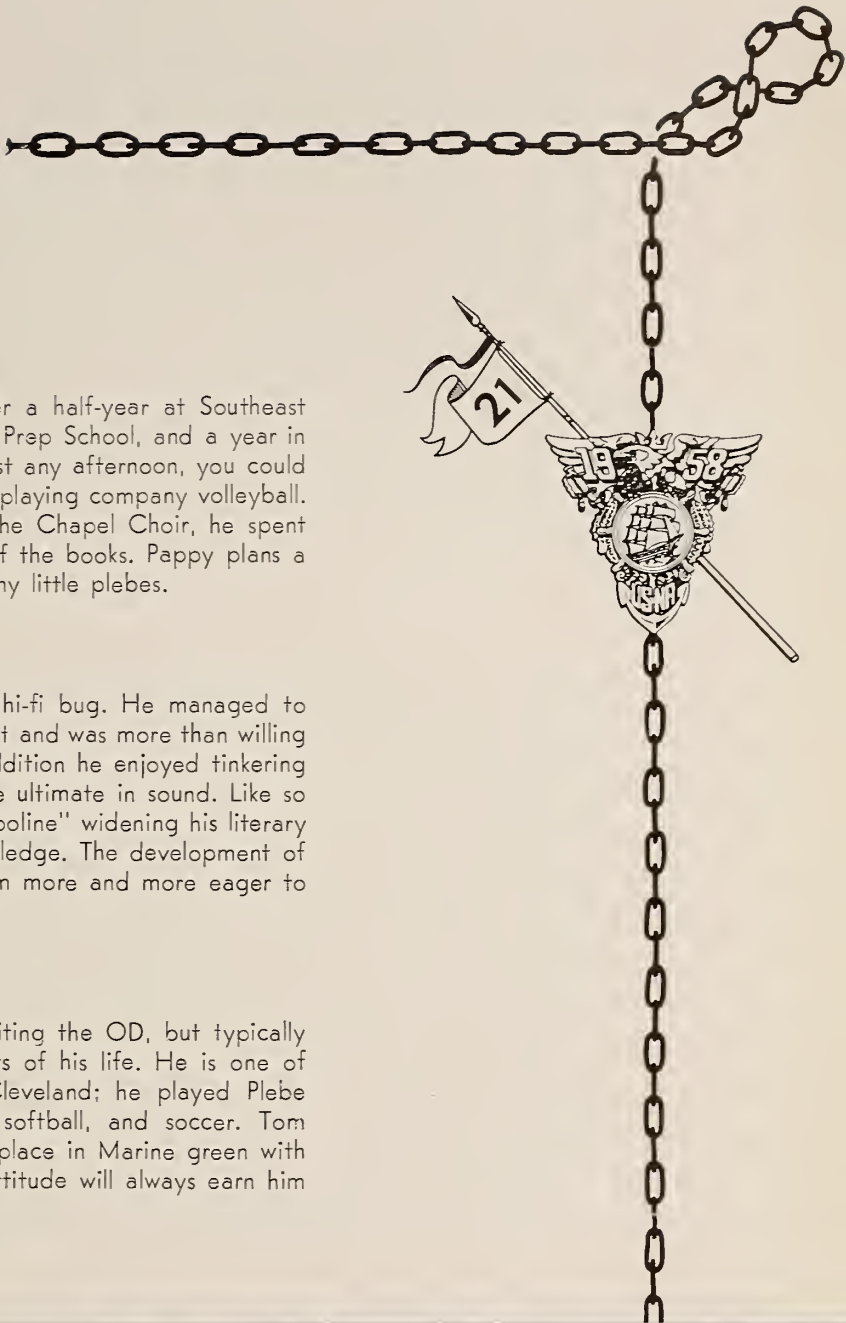 21
19 58
USNA
r a half-year at Southeast
Prep School, and a year in
st any afternoon, you could
playing company volleyball.
he Chapel Choir, he spent
f the books. Pappy plans a
ny little plebes.
hi-fi bug. He managed to
t and was more than willing
ddition he enjoyed tinkering
e ultimate in sound. Like so
poline" widening his literary
ledge. The development of
n more and more eager to
iting the OD, but typically
s of his life. He is one of
Cleveland; he played Plebe
softball, and soccer. Tom
place in Marine green with
ttitude will always earn him